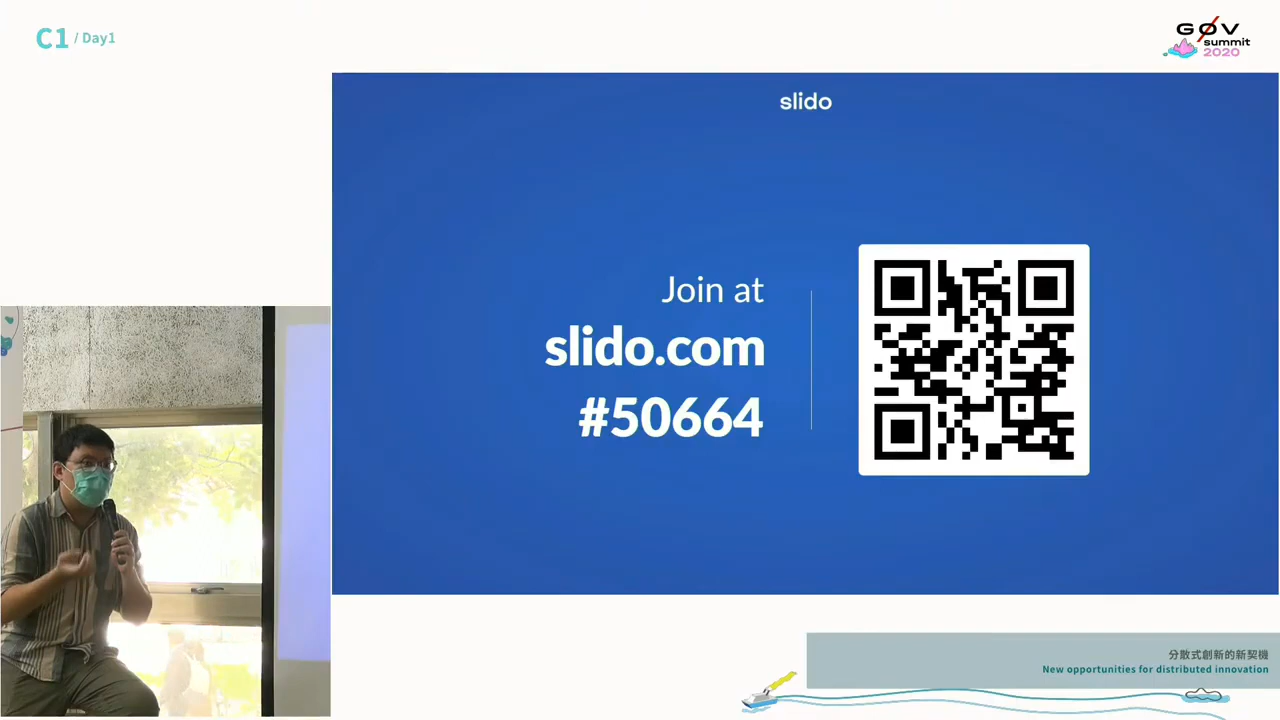 C1 / Day1
GØV
summit
2020
slido
Join at
slido.com
#50664
分散式創新的新契機
New opportunities for distributed innovation